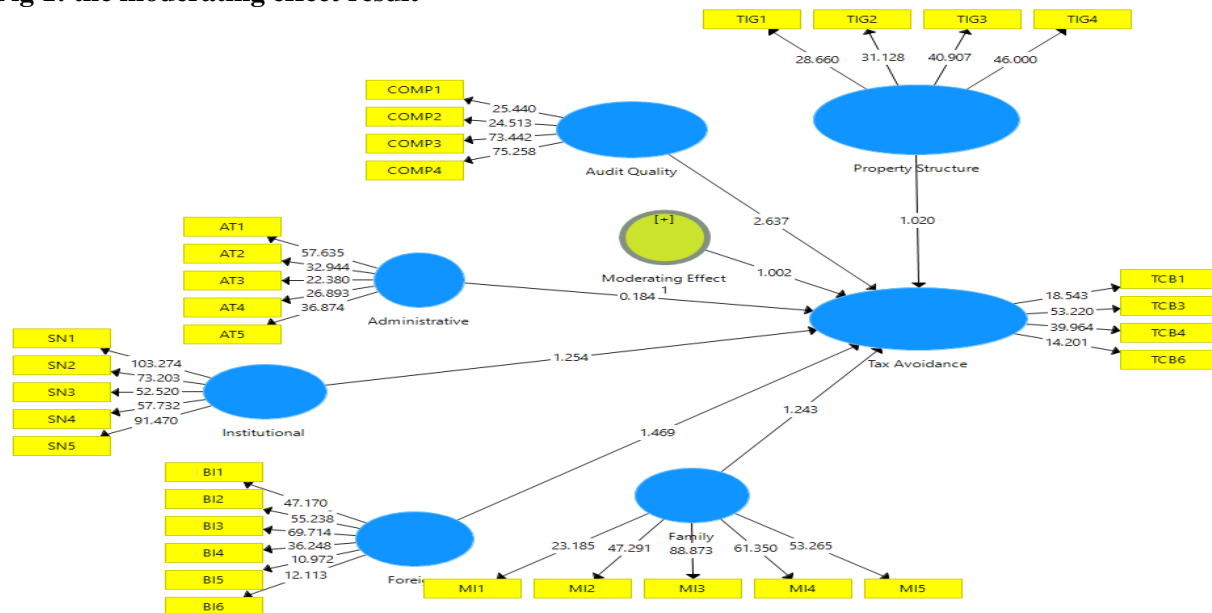 Fig 1: the moderating effect result
TIG1 TIG2 TIG3 TIG4
28.660 31.128 40.907 46.000
Property Structure
1.020
COMP1
COMP2
COMP3
COMP4
25.440
24.513
73.442
75.258
Audit Quality
2.637
[+]
Moderating Effect
1
1.002
AT1
AT2
AT3
AT4
AT5
57.635
32.944
22.380
26.893
36.874
Administrative
0.184
SN1
SN2
SN3
SN4
SN5
103.274
73.203
52.520
57.732
91.470
Institutional
1.254
TCB1
TCB3
TCB4
TCB6
18.543
53.220
39.964
14.201
Tax Avoidance
1.243
1.469
BI1
BI2
BI3
BI4
BI5
BI6
47.170
55.238
69.714
36.248
10.972
12.113
Family
23.185 47.291 88.873 61.350 53.265
MI1 MI2 MI3 MI4 MI5